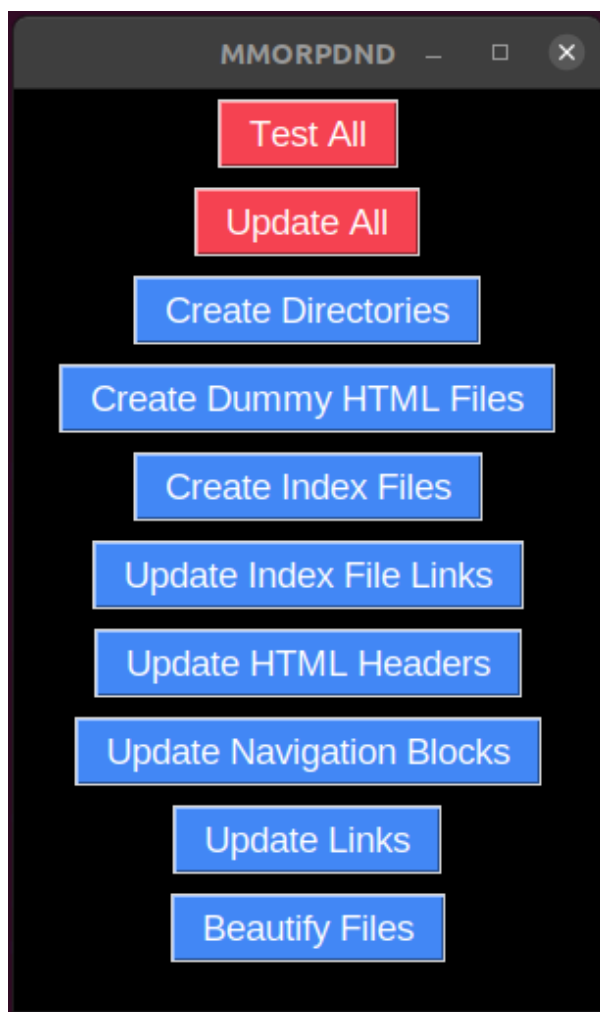 MMORPDND
Test All
Update All
Create Directories
Create Dummy HTML Files
Create Index Files
Update Index File Links
Update HTML Headers
Update Navigation Blocks
Update Links
Beautify Files